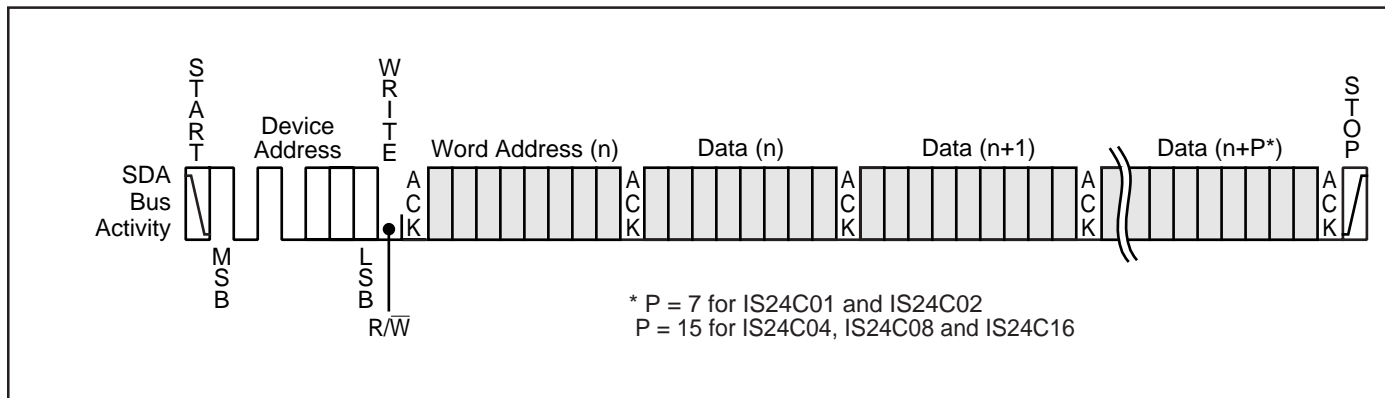 START
WRITE
STOP
Device
Address
Word Address (n)
Data (n)
Data (n+1)
Data (n+P*)
SDA
Bus
Activity
ACK
ACK
ACK
ACK
ACK
MSB
LSB
R/W̅
* P = 7 for IS24C01 and IS24C02
P = 15 for IS24C04, IS24C08 and IS24C16